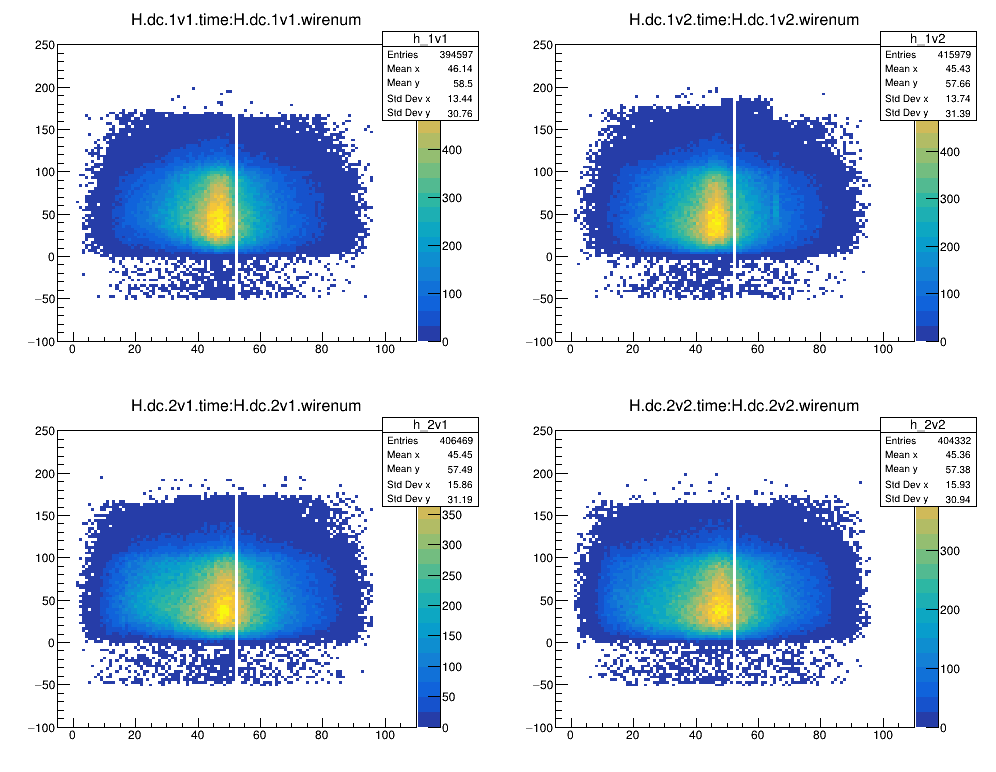 H.dc.1v1.time:H.dc.1v1.wirenum
h_1v1
Entries 394597
Mean x 46.14
Mean y 58.5
Std Dev x 13.44
Std Dev y 30.76
250
200
150
100
50
0
−50
−100
0 20 40 60 80 100
400
300
200
100
0
H.dc.1v2.time:H.dc.1v2.wirenum
h_1v2
Entries 415979
Mean x 45.43
Mean y 57.66
Std Dev x 13.74
Std Dev y 31.39
250
200
150
100
50
0
−50
−100
0 20 40 60 80 100
400
300
200
100
0
H.dc.2v1.time:H.dc.2v1.wirenum
h_2v1
Entries 406469
Mean x 45.45
Mean y 57.49
Std Dev x 15.86
Std Dev y 31.19
250
200
150
100
50
0
−50
−100
0 20 40 60 80 100
350
300
250
200
150
100
50
0
H.dc.2v2.time:H.dc.2v2.wirenum
h_2v2
Entries 404332
Mean x 45.36
Mean y 57.38
Std Dev x 15.93
Std Dev y 30.94
250
200
150
100
50
0
−50
−100
0 20 40 60 80 100
300
200
100
0